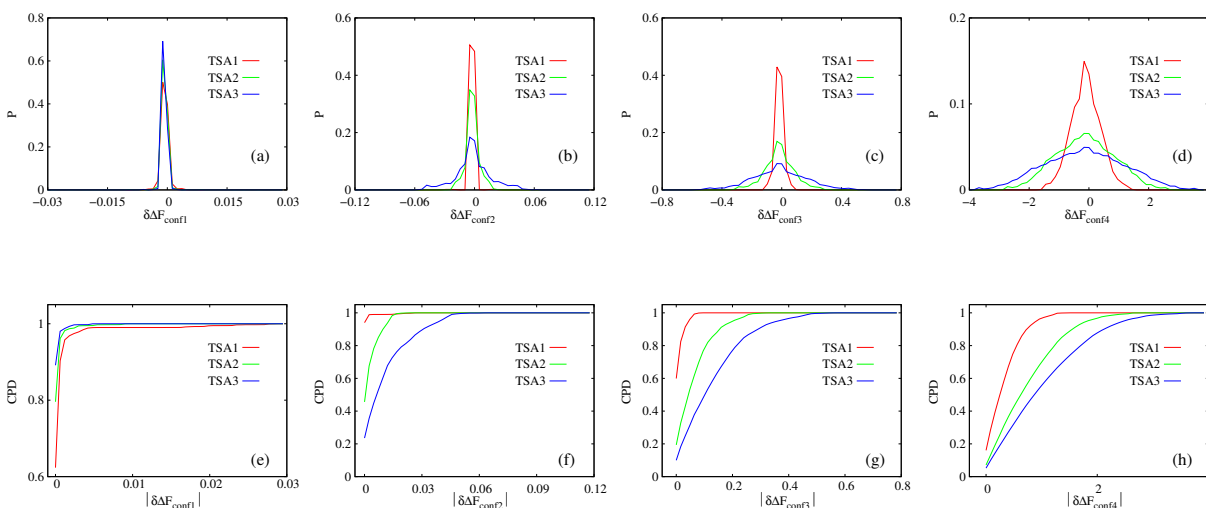 P
0.8
0.6
0.4
0.2
0
−0.03 −0.015 0 0.015 0.03
δΔF_conf1
TSA1
TSA2
TSA3
(a)
P
0.6
0.4
0.2
0
−0.12 −0.06 0 0.06 0.12
δΔF_conf2
TSA1
TSA2
TSA3
(b)
P
0.6
0.4
0.2
0
−0.8 −0.4 0 0.4 0.8
δΔF_conf3
TSA1
TSA2
TSA3
(c)
P
0.2
0.1
0
−4 −2 0 2 4
δΔF_conf4
TSA1
TSA2
TSA3
(d)
CPD
1
0.8
0.6
0 0.01 0.02 0.03
|δΔF_conf1|
TSA1
TSA2
TSA3
(e)
CPD
1
0.8
0.6
0.4
0.2
0
0 0.03 0.06 0.09 0.12
|δΔF_conf2|
TSA1
TSA2
TSA3
(f)
CPD
1
0.8
0.6
0.4
0.2
0
0 0.2 0.4 0.6 0.8
|δΔF_conf3|
TSA1
TSA2
TSA3
(g)
CPD
1
0.8
0.6
0.4
0.2
0
0 2
|δΔF_conf4|
TSA1
TSA2
TSA3
(h)